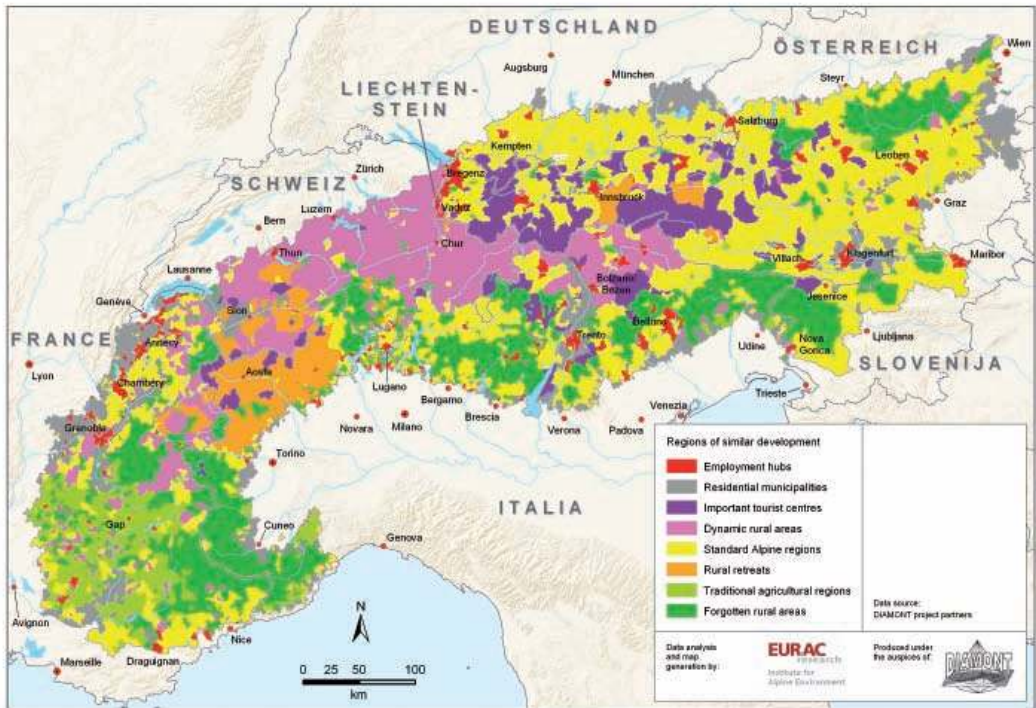 DEUTSCHLAND
Augsburg
München
ÖSTERREICH
Wien
Steyr
LIECHTEN-
STEIN
Salzburg
Kempten
Leoben
Bregenz
Zürich
SCHWEIZ
Innsbruck
Vaduz
Luzern
Graz
Bern
Chur
Thun
Klagenfurt
Villach
Maribor
Lausanne
Bolzano
Bozen
Jesenice
Genève
Sion
Belluno
FRANCE
Annecy
Trento
Nova
Gorica
Ljubljana
Udine
SLOVENIJA
Lyon
Chambéry
Aosta
Lugano
Trieste
Bergamo
Brescia
Venezia
Novara
Milano
Verona
Padova
Grenoble
Torino
ITALIA
Gap
Cuneo
Genova
Avignon
Nice
Draguignan
Marseille
N
0 25 50 100
km
Regions of similar development
Employment hubs
Residential municipalities
Important tourist centres
Dynamic rural areas
Standard Alpine regions
Rural retreats
Traditional agricultural regions
Forgotten rural areas
Data source:
DIAMONT project partners
Data analysis
and map
generation by:
EURAC
research
Institute for
Alpine Environment
Produced under
the auspices of:
DIAMONT